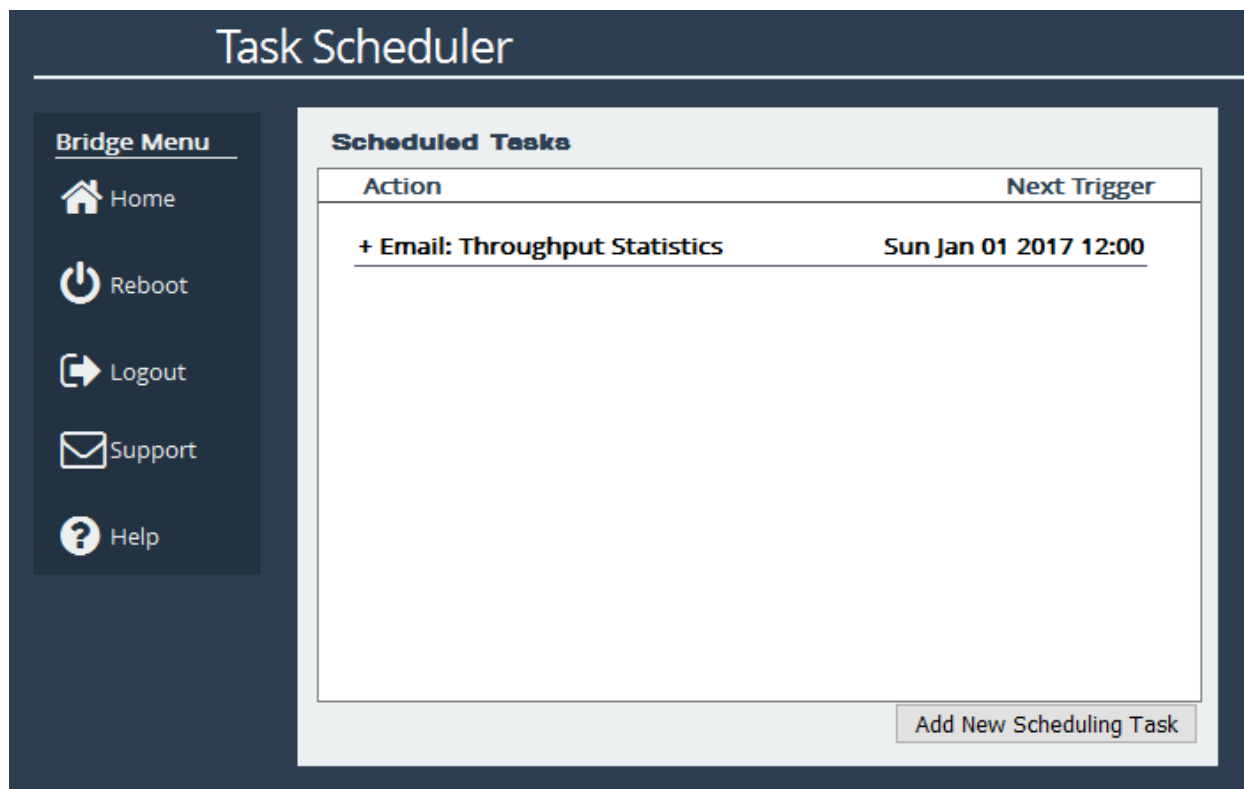 Task Scheduler
Bridge Menu
Home
Reboot
Logout
Support
Help
Scheduled Tasks
Action Next Trigger
+ Email: Throughput Statistics Sun Jan 01 2017 12:00
Add New Scheduling Task